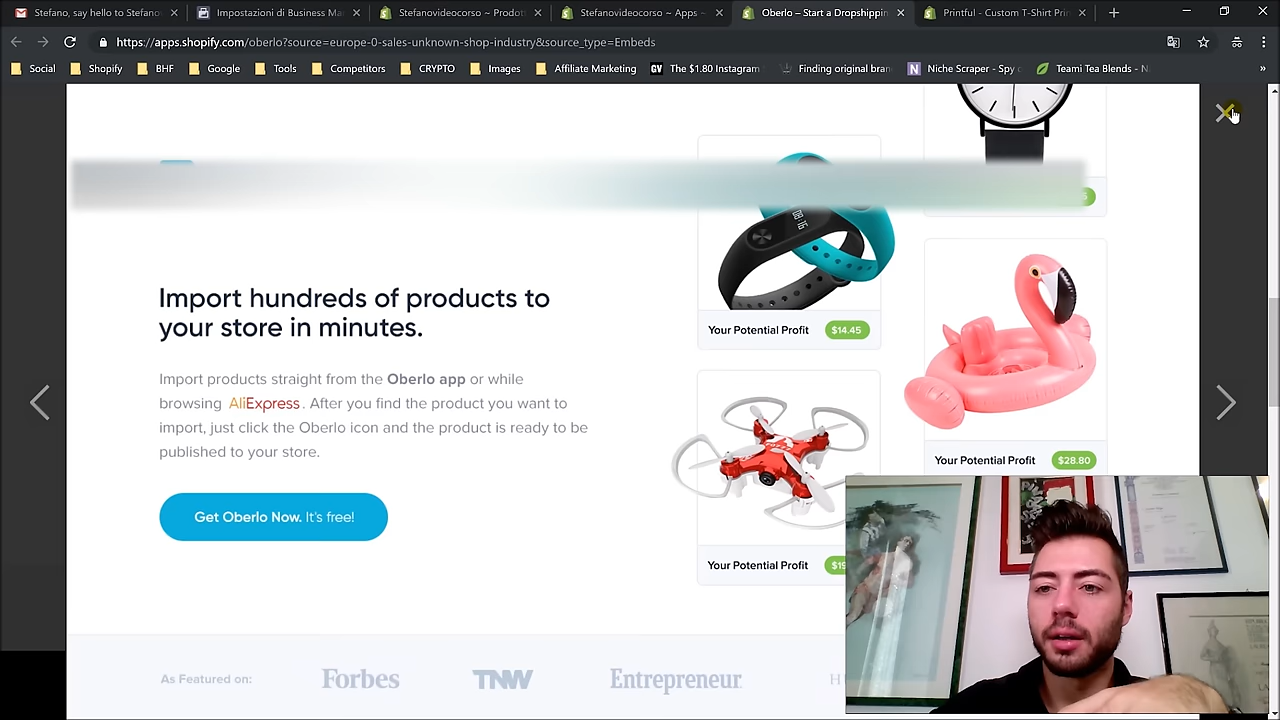 Stefano, say hello to Stefano
Impostazioni di Business Ma
Stefanovideocorso ~ Prodot
Stefanovideocorso ~ Apps ~
Oberlo – Start a Dropshippin
Printful - Custom T-Shirt Prin
https://apps.shopify.com/oberlo?source=europe-0-sales-unknown-shop-industry&source_type=Embeds
Social
Shopify
BHF
Google
Tools
Competitors
CRYPTO
Images
Affiliate Marketing
GV The $1.80 Instagram
Finding original bran
N Niche Scraper - Spy
Teami Tea Blends - N
08:16
Import hundreds of products to
your store in minutes.
Your Potential Profit $14.45
Import products straight from the Oberlo app or while
browsing AliExpress. After you find the product you want to
import, just click the Oberlo icon and the product is ready to be
published to your store.
Your Potential Profit $28.80
Get Oberlo Now. It's free!
Your Potential Profit
As Featured on:
Forbes
TNW
Entrepreneur